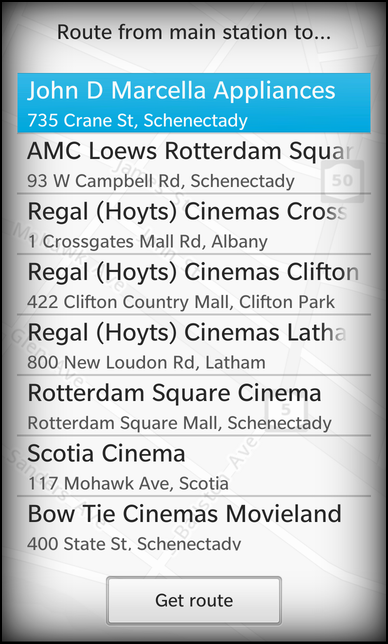 Route from main station to...
John D Marcella Appliances
735 Crane St, Schenectady
AMC Loews Rotterdam Squar
93 W Campbell Rd, Schenectady
50
Regal (Hoyts) Cinemas Cross
1 Crossgates Mall Rd, Albany
Regal (Hoyts) Cinemas Clifton
422 Clifton Country Mall, Clifton Park
Regal (Hoyts) Cinemas Latha
800 New Loudon Rd, Latham
Rotterdam Square Cinema
5
Rotterdam Square Mall, Schenectady
Scotia Cinema
117 Mohawk Ave, Scotia
Bow Tie Cinemas Movieland
400 State St, Schenectady
Get route